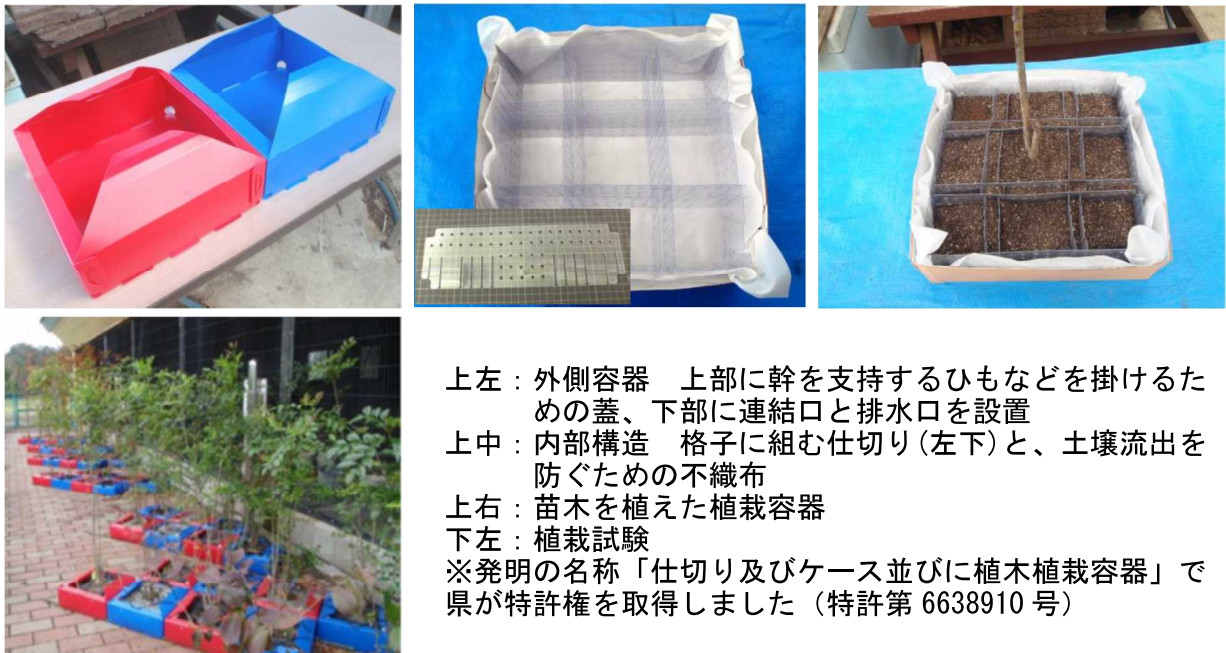 上左：外側容器　上部に幹を支持するひもなどを掛けるた
めの蓋、下部に連結口と排水口を設置
上中：内部構造　格子に組む仕切り(左下)と、土壌流出を
防ぐための不織布
上右：苗木を植えた植栽容器
下左：植栽試験
※発明の名称「仕切り及びケース並びに植木植栽容器」で
県が特許権を取得しました（特許第 6638910 号）